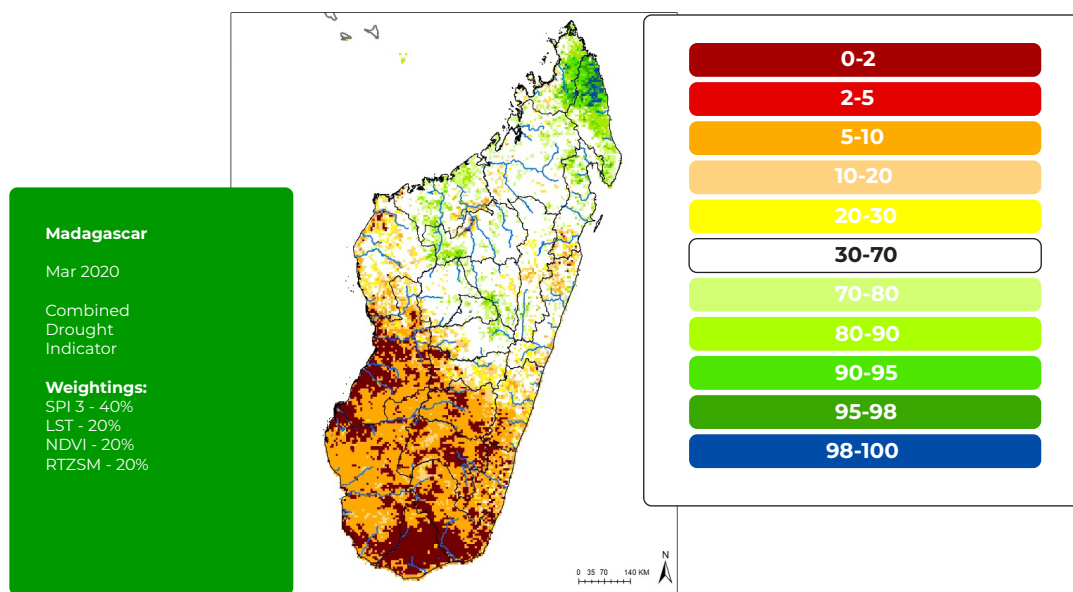 Madagascar
Mar 2020
Combined
Drought
Indicator
Weightings:
SPI 3 - 40%
LST - 20%
NDVI - 20%
RTZSM - 20%
N
0 35 70 140 KM
0-2
2-5
5-10
10-20
20-30
30-70
70-80
80-90
90-95
95-98
98-100